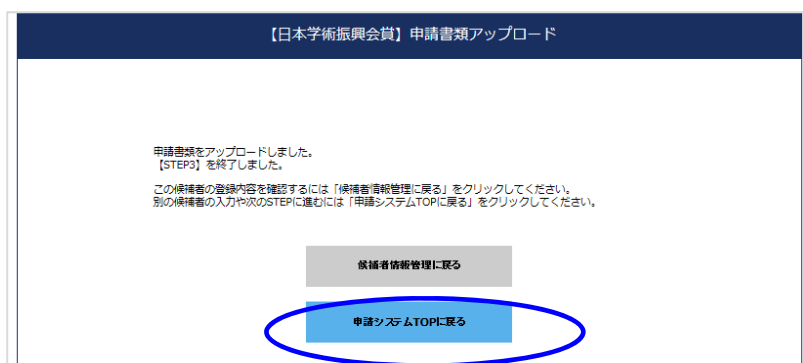 【日本学術振興会賞】申請書類アップロード
申請書類をアップロードしました。
【STEP3】を終了しました。
この候補者の登録内容を確認するには「候補者情報管理に戻る」をクリックしてください。
別の候補者の入力や次のSTEPに進むには「申請システムTOPに戻る」をクリックしてください。
候補者情報管理に戻る
申請システムTOPに戻る